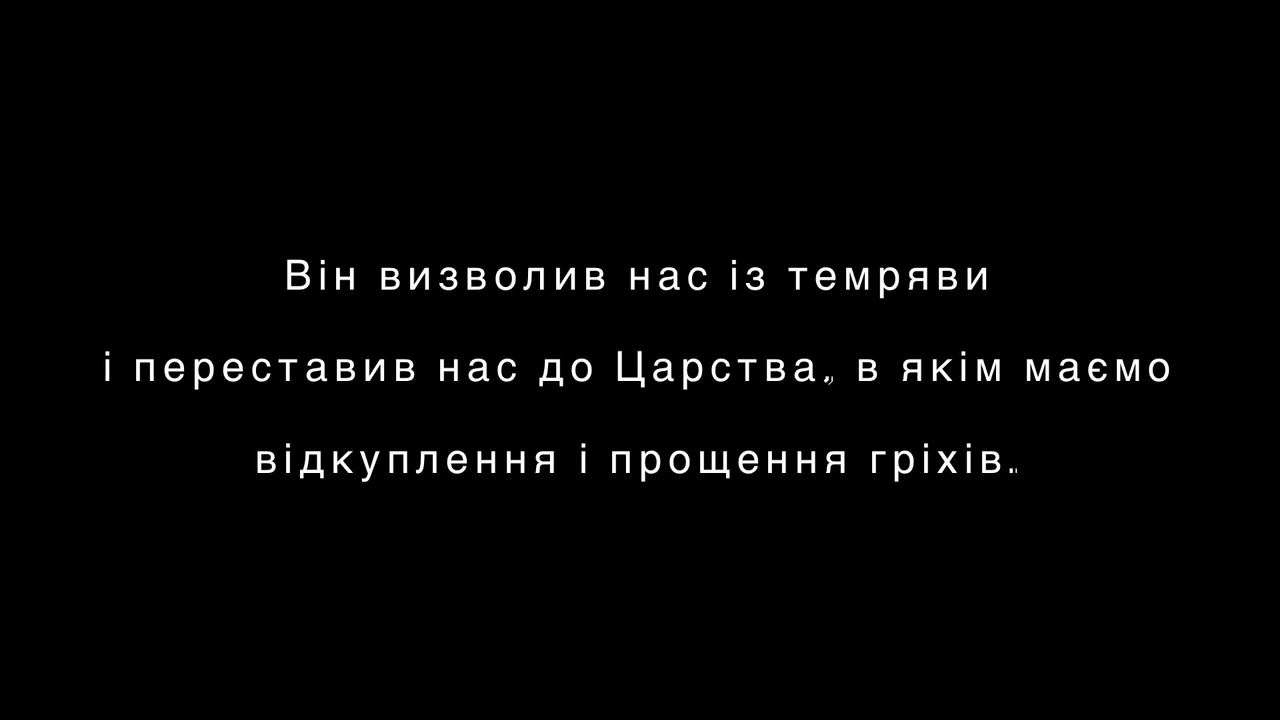 Він визволив нас із темряви
і переставив нас до Царства, в якім маємо
відкуплення і прощення гріхів.